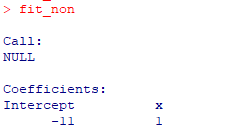 > fit_non
Call:
NULL
Coefficients:
Intercept x
-11 1